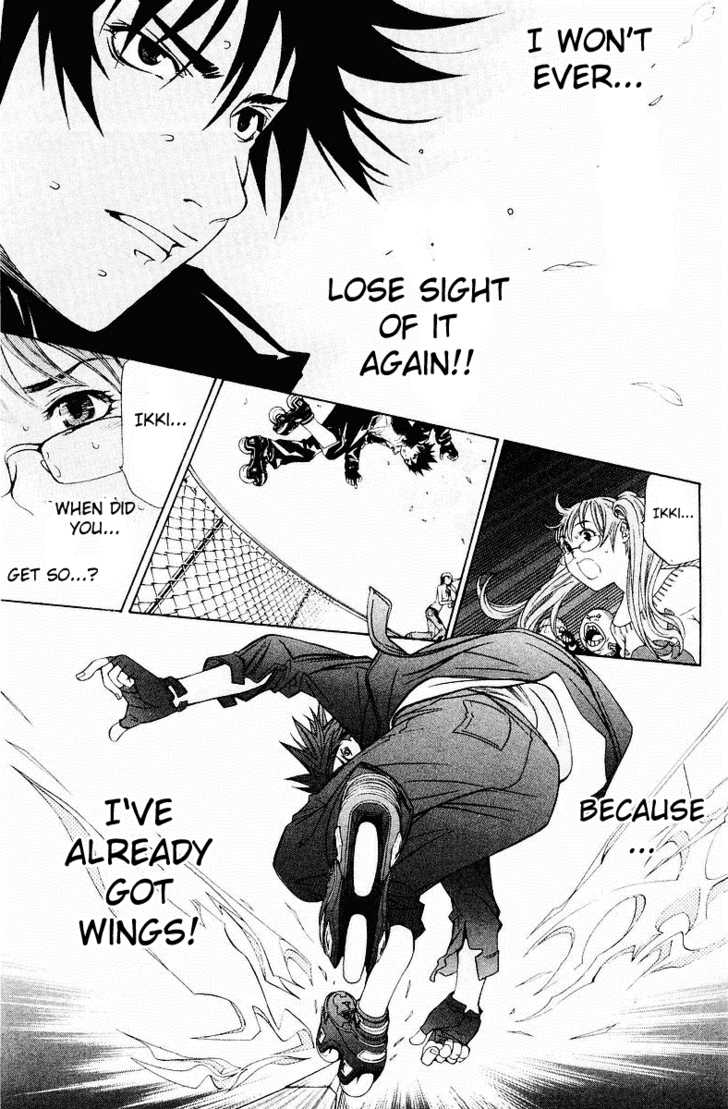 I WON'T
EVER...
LOSE SIGHT
OF IT
AGAIN!!
IKKI...
IKKI...
WHEN DID
YOU...
GET SO...?
BECAUSE
...
I'VE
ALREADY
GOT
WINGS!